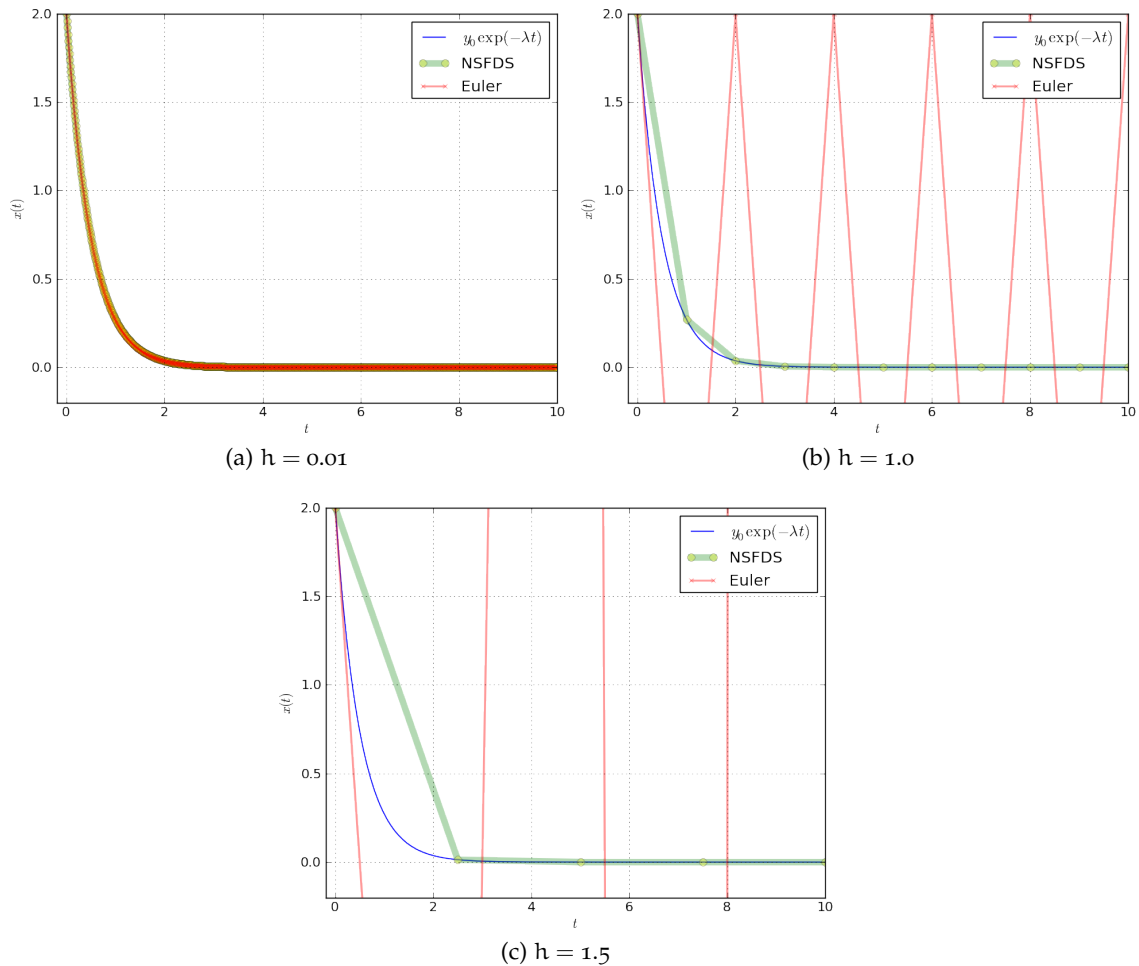 2.0
1.5
1.0
0.5
0.0
x(t)
0 2 4 6 8 10
t
y₀ exp(−λt)
NSFDS
Euler
(a) h = 0.01
2.0
1.5
1.0
0.5
0.0
x(t)
0 2 4 6 8 10
t
y₀ exp(−λt)
NSFDS
Euler
(b) h = 1.0
2.0
1.5
1.0
0.5
0.0
x(t)
0 2 4 6 8 10
t
y₀ exp(−λt)
NSFDS
Euler
(c) h = 1.5